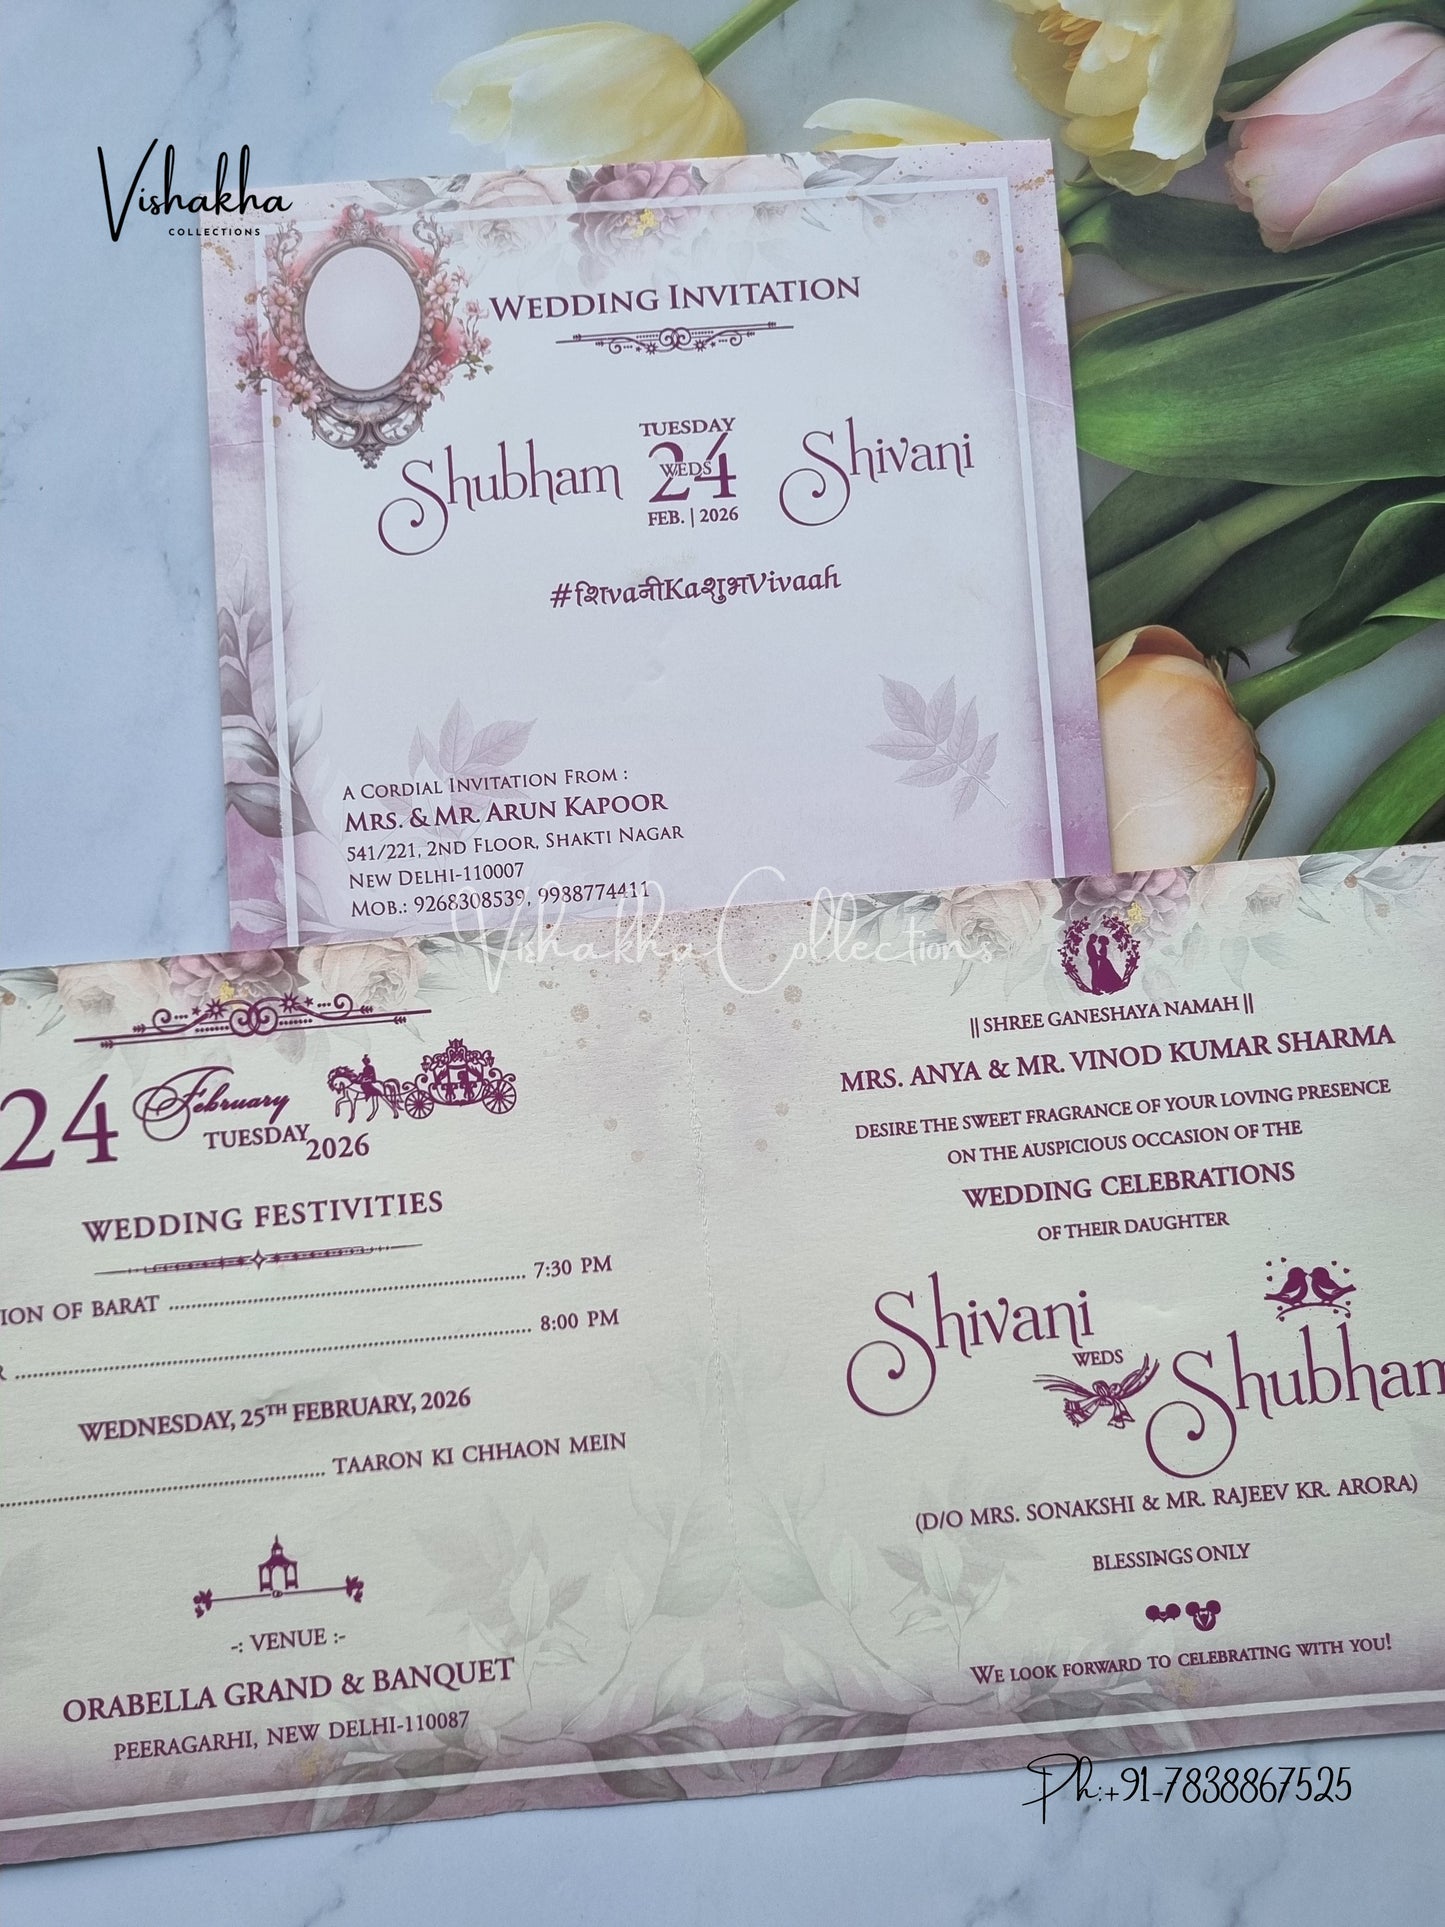 Vishakha
COLLECTIONS
WEDDING INVITATION
Shubham
TUESDAY
24
WEDS
FEB. | 2026
Shivani
#शिvaनीKaशुभVivaah
A CORDIAL INVITATION FROM :
MRS. & MR. ARUN KAPOOR
541/221, 2ND FLOOR, SHAKTI NAGAR
NEW DELHI-110007
MOB.: 9268308539, 9988774411
Vishakha Collections
24 February
TUESDAY 2026
WEDDING FESTIVITIES
ION OF BARAT ........ 7:30 PM
R ........ 8:00 PM
WEDNESDAY, 25TH FEBRUARY, 2026
........ TAARON KI CHHAON MEIN
-: VENUE :-
ORABELLA GRAND & BANQUET
PEERAGARHI, NEW DELHI-110087
|| SHREE GANESHAYA NAMAH ||
MRS. ANYA & MR. VINOD KUMAR SHARMA
DESIRE THE SWEET FRAGRANCE OF YOUR LOVING PRESENCE
ON THE AUSPICIOUS OCCASION OF THE
WEDDING CELEBRATIONS
OF THEIR DAUGHTER
Shivani
WEDS
Shubham
(D/O MRS. SONAKSHI & MR. RAJEEV KR. ARORA)
BLESSINGS ONLY
WE LOOK FORWARD TO CELEBRATING WITH YOU!
Ph:+91-7838867525